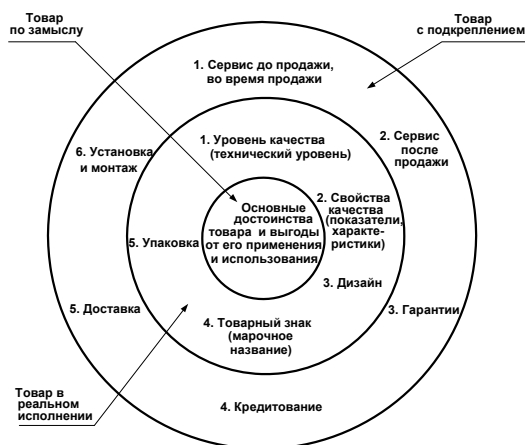 Товар
по замыслу
Товар
с подкреплением
1. Сервис до продажи,
во время продажи
2. Сервис
после
продажи
3. Гарантии
4. Кредитование
5. Доставка
6. Установка
и монтаж
1. Уровень качества
(технический уровень)
2. Свойства
качества
(показатели,
характе-
ристики)
3. Дизайн
4. Товарный знак
(марочное
название)
5. Упаковка
Основные
достоинства
товара и выгоды
от его применения
и использования
Товар в
реальном
исполнении